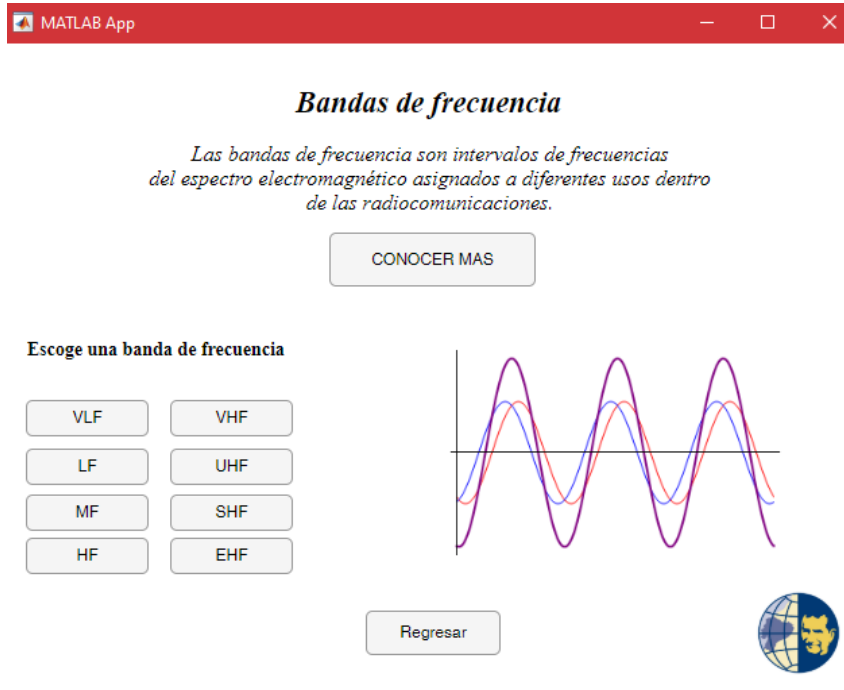 MATLAB App
Bandas de frecuencia
Las bandas de frecuencia son intervalos de frecuencias
del espectro electromagnético asignados a diferentes usos dentro
de las radiocomunicaciones.
CONOCER MAS
Escoge una banda de frecuencia
VLF VHF
LF UHF
MF SHF
HF EHF
Regresar